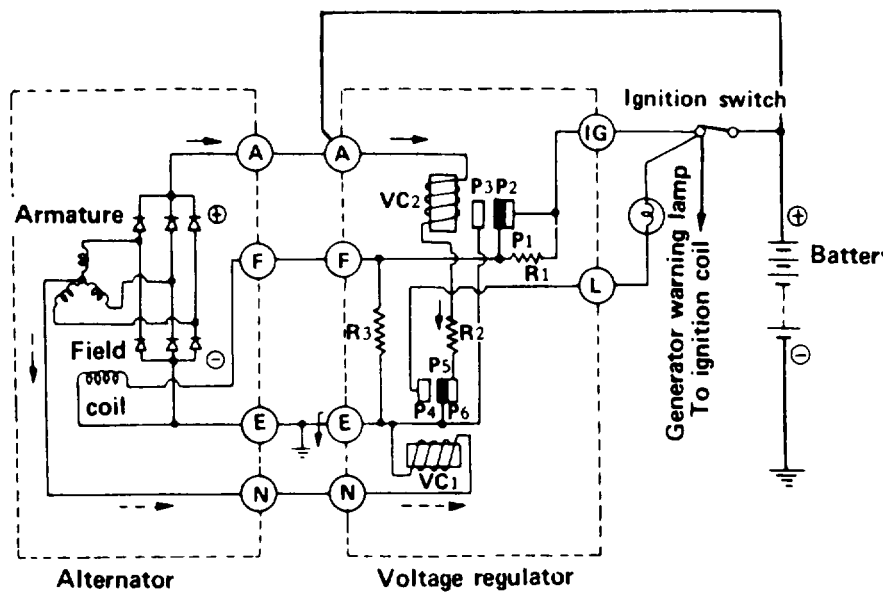 Ignition switch
A
A
IG
P3 P2
VC2
Armature
⊕
P1
R1
⊕
F
F
Battery
L
R3
R2
Generator warning lamp
To ignition coil
Field
coil
⊖
P5
P4
P6
⊖
E
E
VC1
N
N
Alternator
Voltage regulator